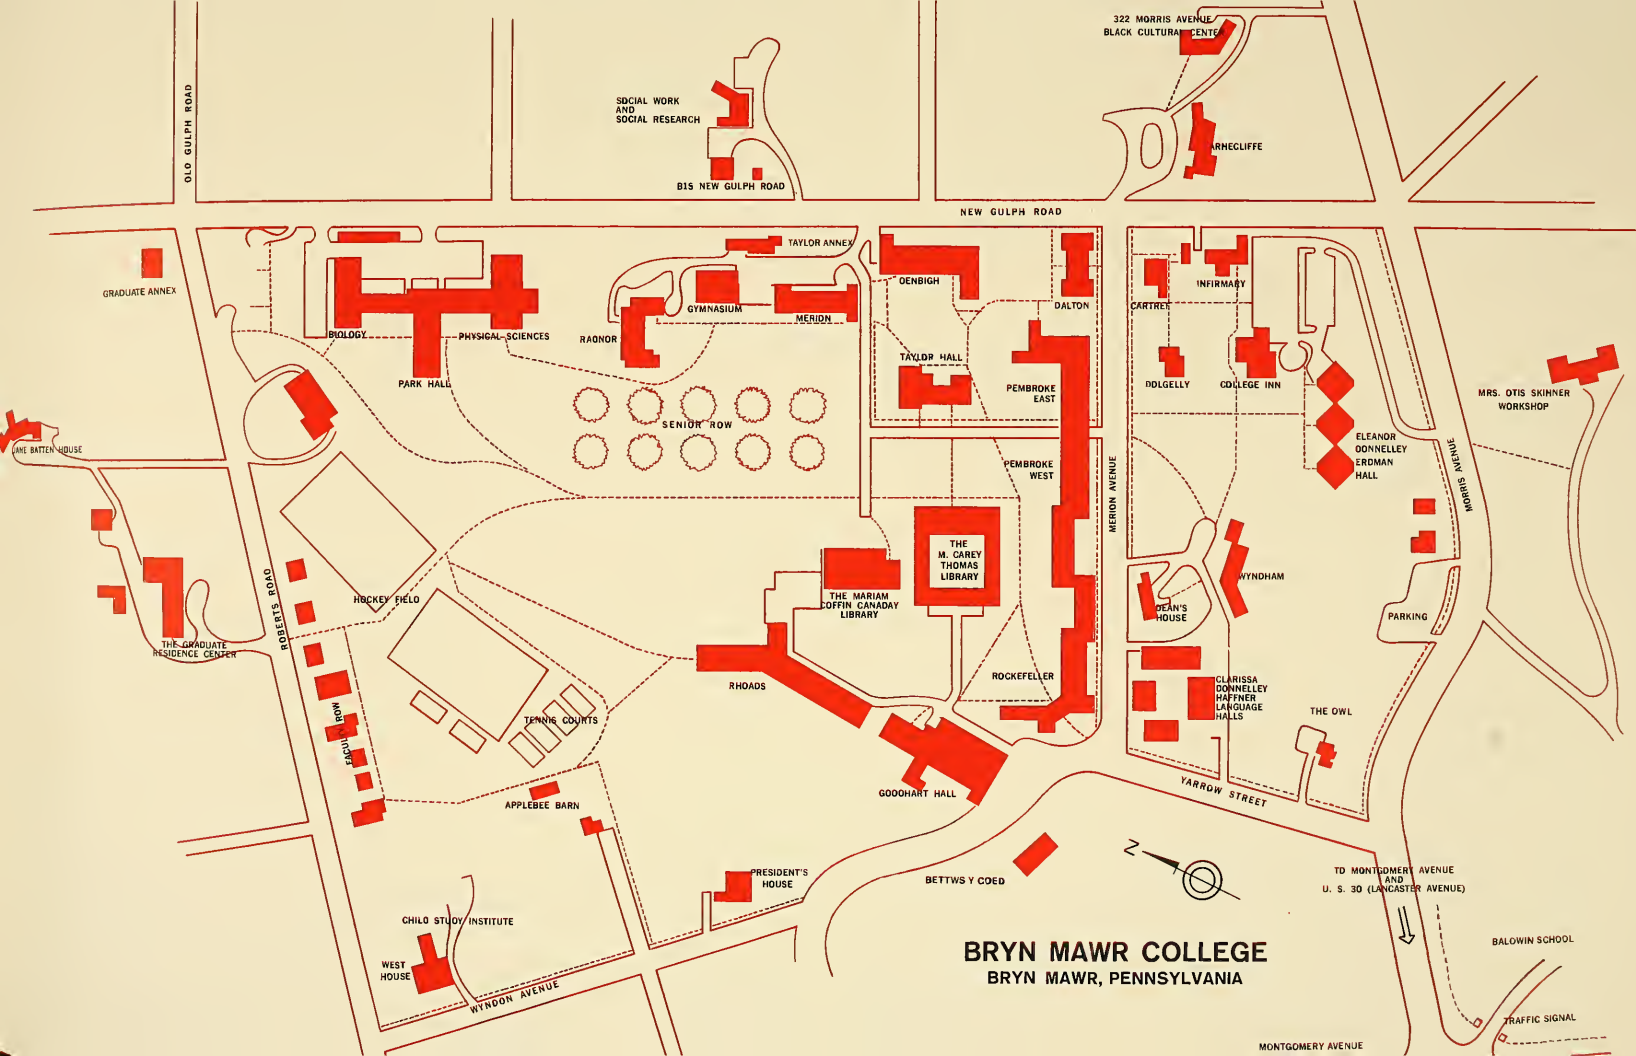 322 MORRIS AVENUE
BLACK CULTURAL CENTER
OLO GULPH ROAD
SOCIAL WORK
AND
SOCIAL RESEARCH
ARNECLIFFE
B15 NEW GULPH ROAD
NEW GULPH ROAD
TAYLOR ANNEX
GRADUATE ANNEX
OENBIGH
INFIRMARY
GYMNASIUM
DALTON
CARTREF
MERION
BIOLOGY
PHYSICAL SCIENCES
RAONOR
TAYLOR HALL
PARK HALL
DOLGELLY
COLLEGE INN
PEMBROKE
EAST
MRS. OTIS SKINNER
WORKSHOP
SENIOR ROW
ELEANOR
DONNELLEY
ERDMAN
HALL
JANE BATTEN HOUSE
PEMBROKE
WEST
MERION AVENUE
MORRIS AVENUE
THE
M. CAREY
THOMAS
LIBRARY
WYNDHAM
ROBERTS ROAD
HOCKEY FIELD
THE MARIAM
COFFIN CANADAY
LIBRARY
DEAN'S
HOUSE
PARKING
THE GRADUATE
RESIDENCE CENTER
RHOADS
ROCKEFELLER
CLARISSA
DONNELLEY
HAFFNER
LANGUAGE
HALLS
THE OWL
FACULTY ROW
TENNIS COURTS
YARROW STREET
GOODHART HALL
APPLEBEE BARN
N
PRESIDENT'S
HOUSE
BETTWS Y COED
TO MONTGOMERY AVENUE
AND
U. S. 30 (LANCASTER AVENUE)
CHILD STUDY INSTITUTE
BRYN MAWR COLLEGE
BRYN MAWR, PENNSYLVANIA
BALDWIN SCHOOL
WEST
HOUSE
WYNDON AVENUE
TRAFFIC SIGNAL
MONTGOMERY AVENUE